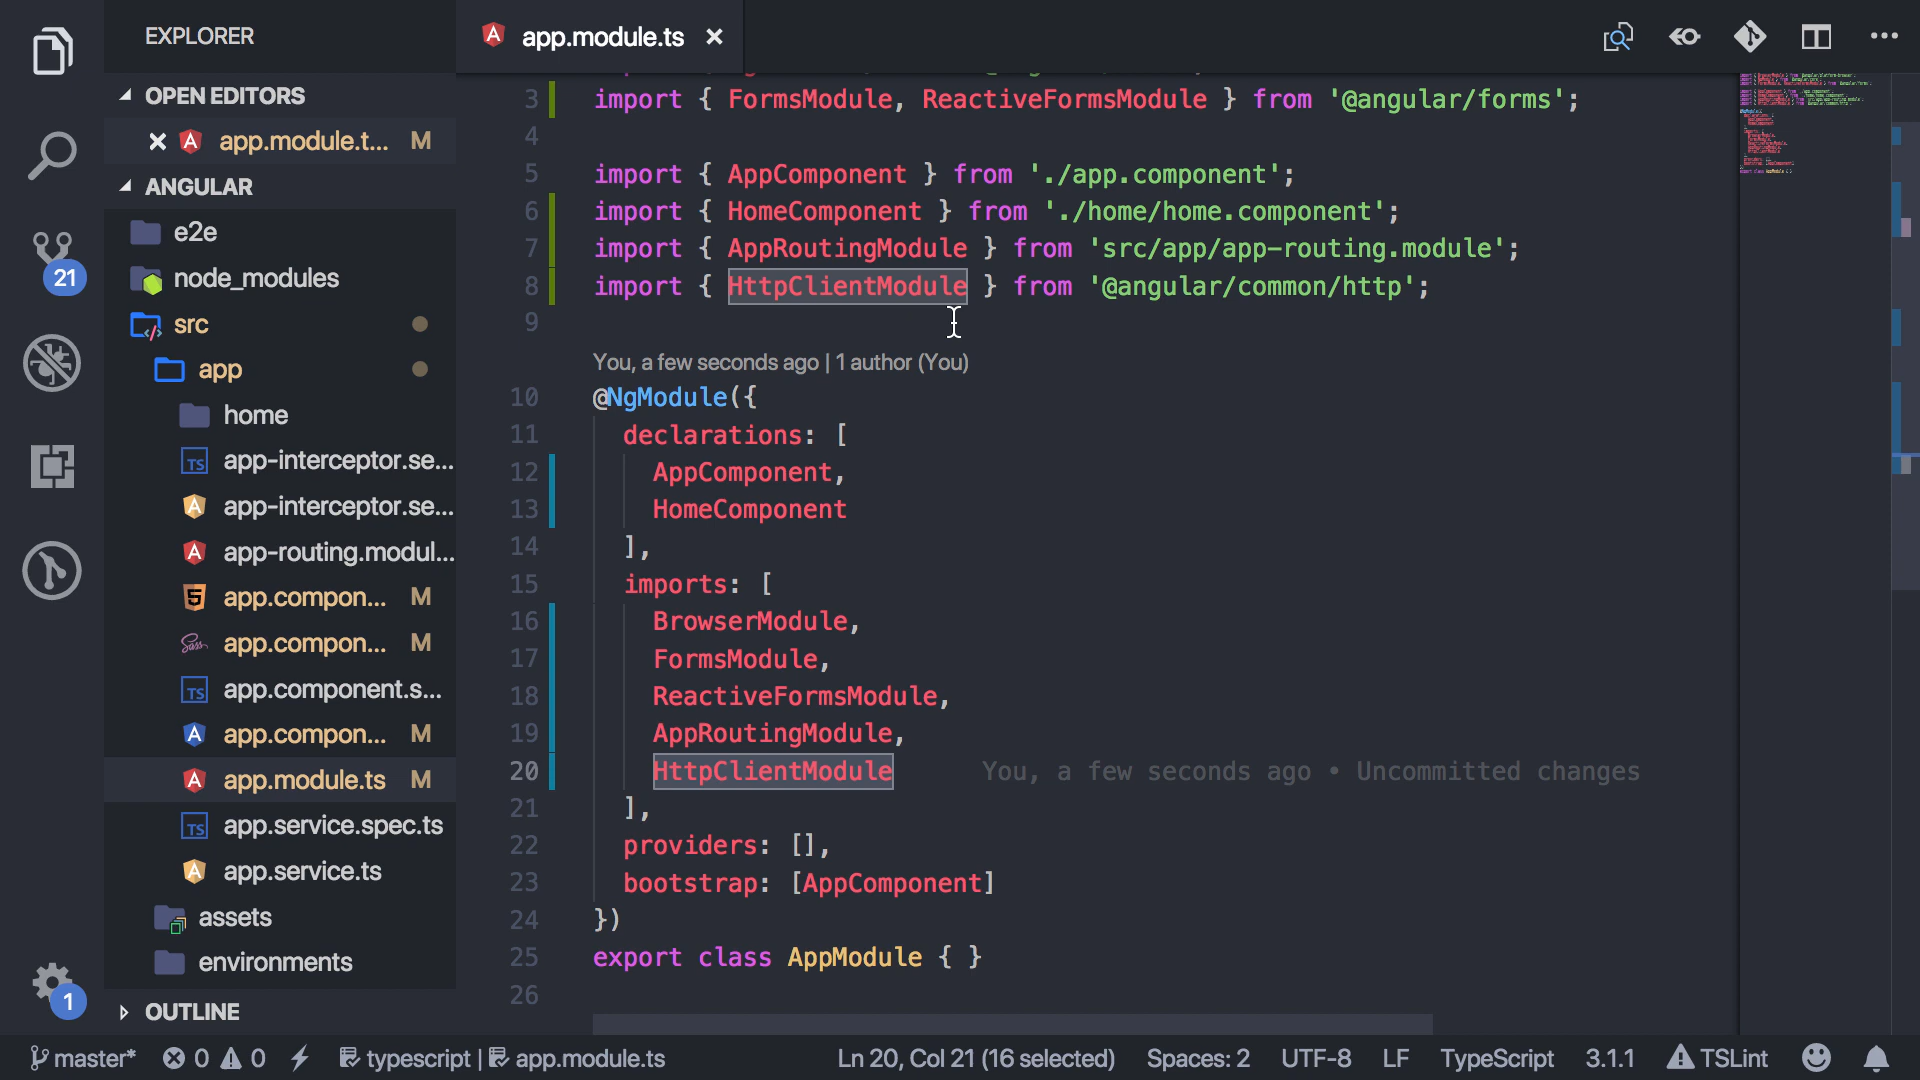 EXPLORER
OPEN EDITORS
app.module.t... M
ANGULAR
e2e
node_modules
src
app
home
app-interceptor.se...
app-interceptor.se...
app-routing.modul...
app.compon... M
app.compon... M
app.component.s...
app.compon... M
app.module.ts M
app.service.spec.ts
app.service.ts
assets
environments
OUTLINE
21
1
app.module.ts
3 import { FormsModule, ReactiveFormsModule } from '@angular/forms';
4
5 import { AppComponent } from './app.component';
6 import { HomeComponent } from './home/home.component';
7 import { AppRoutingModule } from 'src/app/app-routing.module';
8 import { HttpClientModule } from '@angular/common/http';
9
You, a few seconds ago | 1 author (You)
10 @NgModule({
11 declarations: [
12 AppComponent,
13 HomeComponent
14 ],
15 imports: [
16 BrowserModule,
17 FormsModule,
18 ReactiveFormsModule,
19 AppRoutingModule,
20 HttpClientModule You, a few seconds ago • Uncommitted changes
21 ],
22 providers: [],
23 bootstrap: [AppComponent]
24 })
25 export class AppModule { }
26
master* 0 0 typescript | app.module.ts Ln 20, Col 21 (16 selected) Spaces: 2 UTF-8 LF TypeScript 3.1.1 TSLint